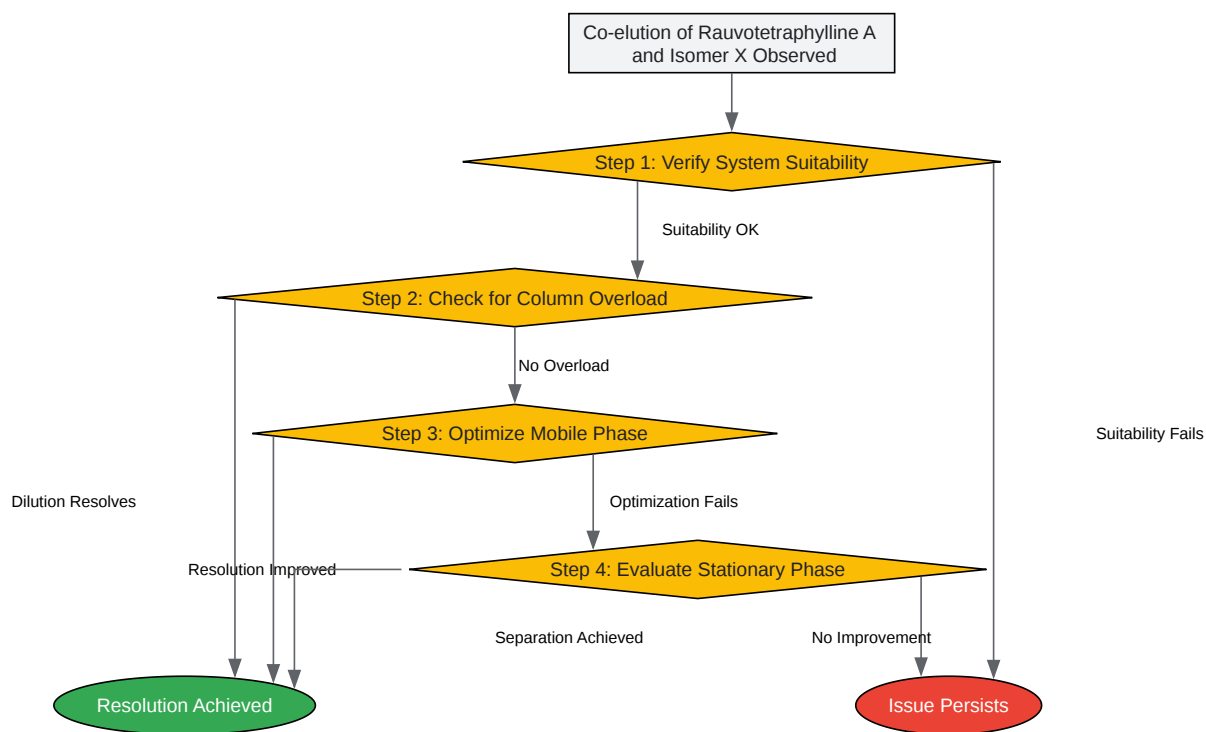 Co-elution of Rauvotetraphylline A
and Isomer X Observed
Step 1: Verify System Suitability
Suitability OK
Step 2: Check for Column Overload
No Overload
Step 3: Optimize Mobile Phase
Suitability Fails
Dilution Resolves
Optimization Fails
Resolution Improved
Step 4: Evaluate Stationary Phase
Separation Achieved
No Improvement
Resolution Achieved
Issue Persists